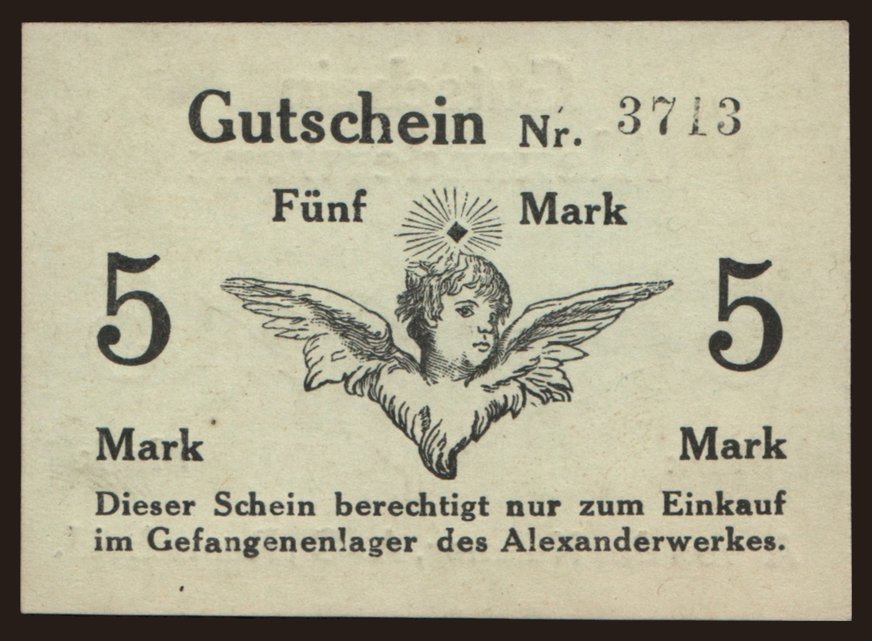 Gutschein Nr. 3713
Fünf Mark
5 5
Mark Mark
Dieser Schein berechtigt nur zum Einkauf
im Gefangenenlager des Alexanderwerkes.